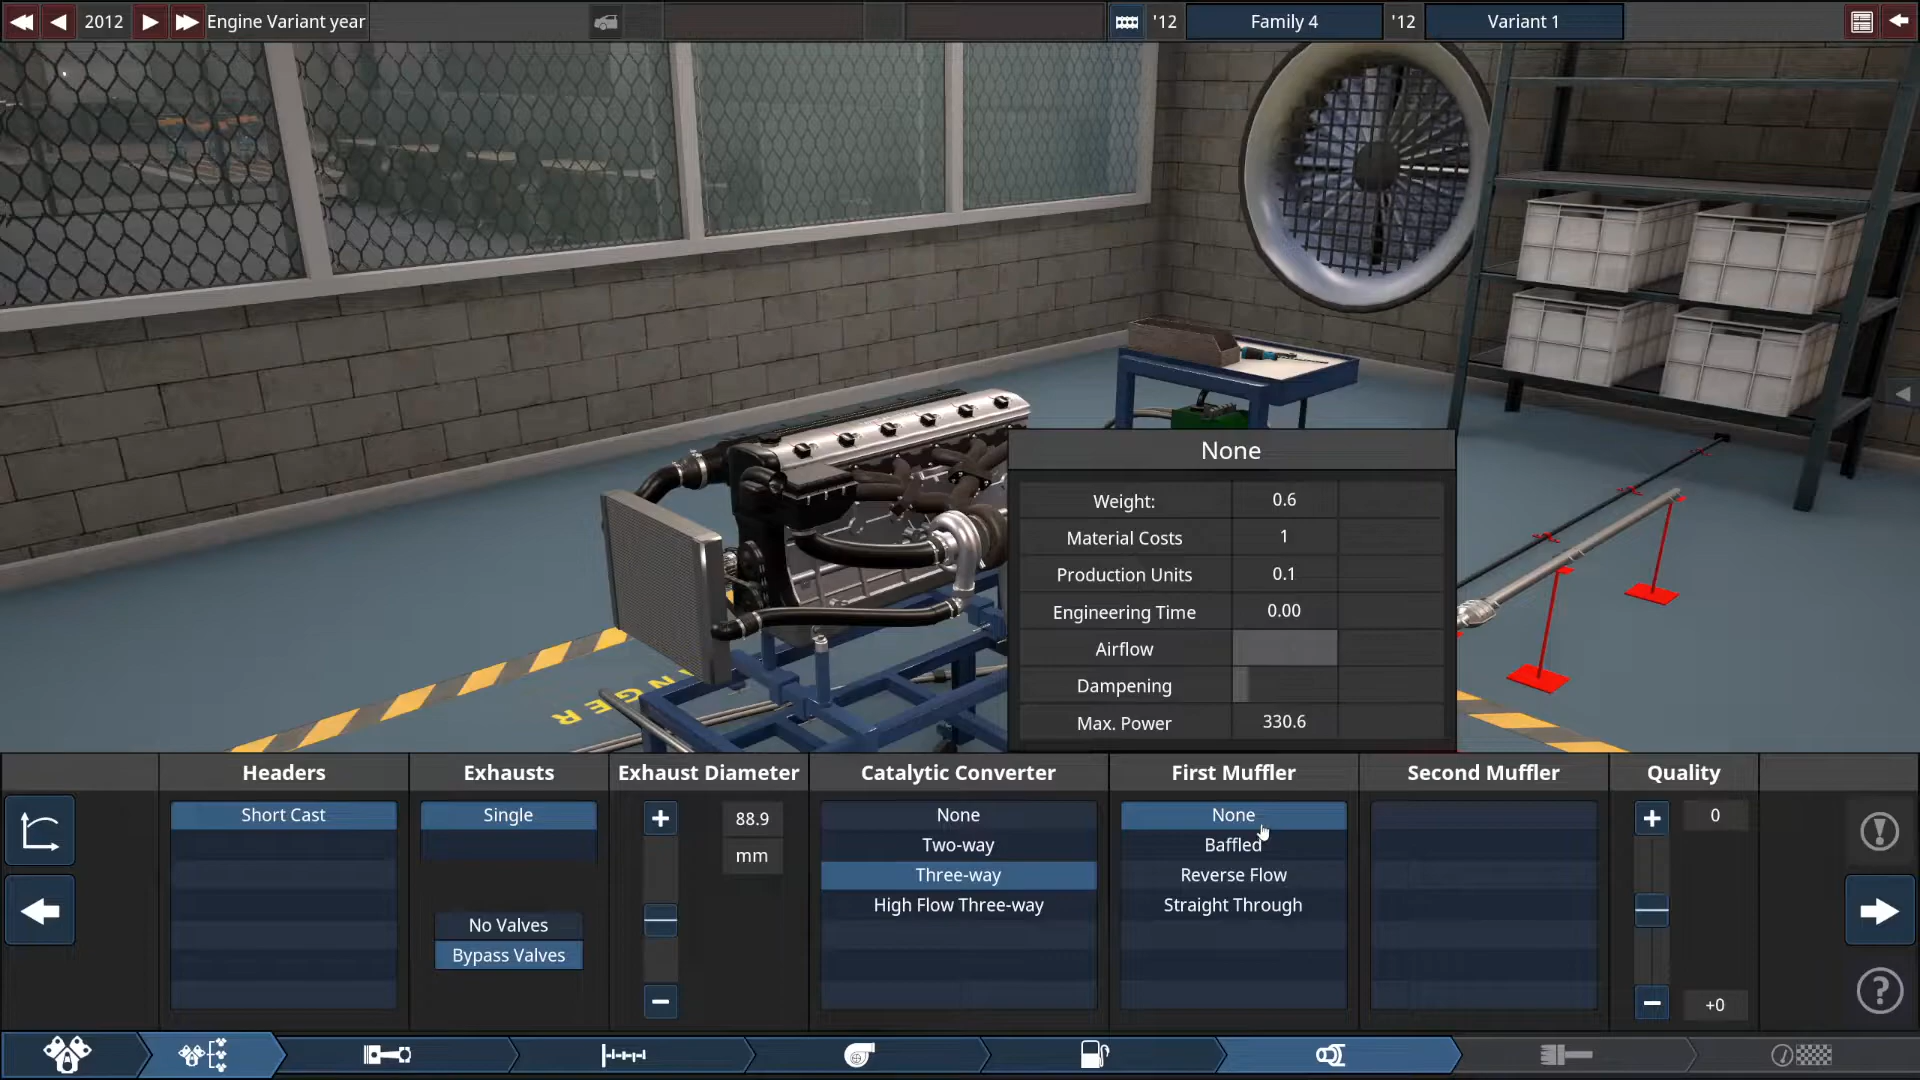 2012 Engine Variant year '12 Family 4 '12 Variant 1
None
Weight: 0.6
Material Costs 1
Production Units 0.1
Engineering Time 0.00
Airflow
Dampening
Max. Power 330.6
Headers Exhausts Exhaust Diameter Catalytic Converter First Muffler Second Muffler Quality
Short Cast
Single
No Valves
Bypass Valves
88.9
mm
None
Two-way
Three-way
High Flow Three-way
None
Baffled
Reverse Flow
Straight Through
0
+0